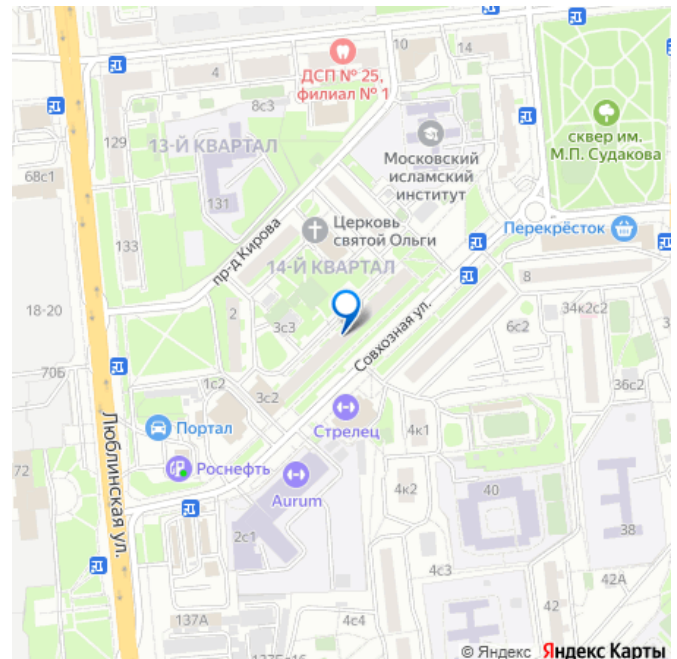 10
14
4
ДСП № 25,
филиал № 1
8с3
129
13-Й КВАРТАЛ
68с1
131
Московский
исламский
институт
сквер им.
М.П. Судакова
133
пр-д Кирова
Церковь
святой Ольги
Перекрёсток
14-Й КВАРТАЛ
8
18-20
2
3с3
Совхозная ул.
34к2с2
6с2
70Б
1с2
3с2
36с2
Люблинская ул.
Портал
Стрелец
4к1
72
Роснефть
Aurum
4к2
40
38
2с1
4с3
42А
42
137А
4с4
© Яндекс Яндекс Карты